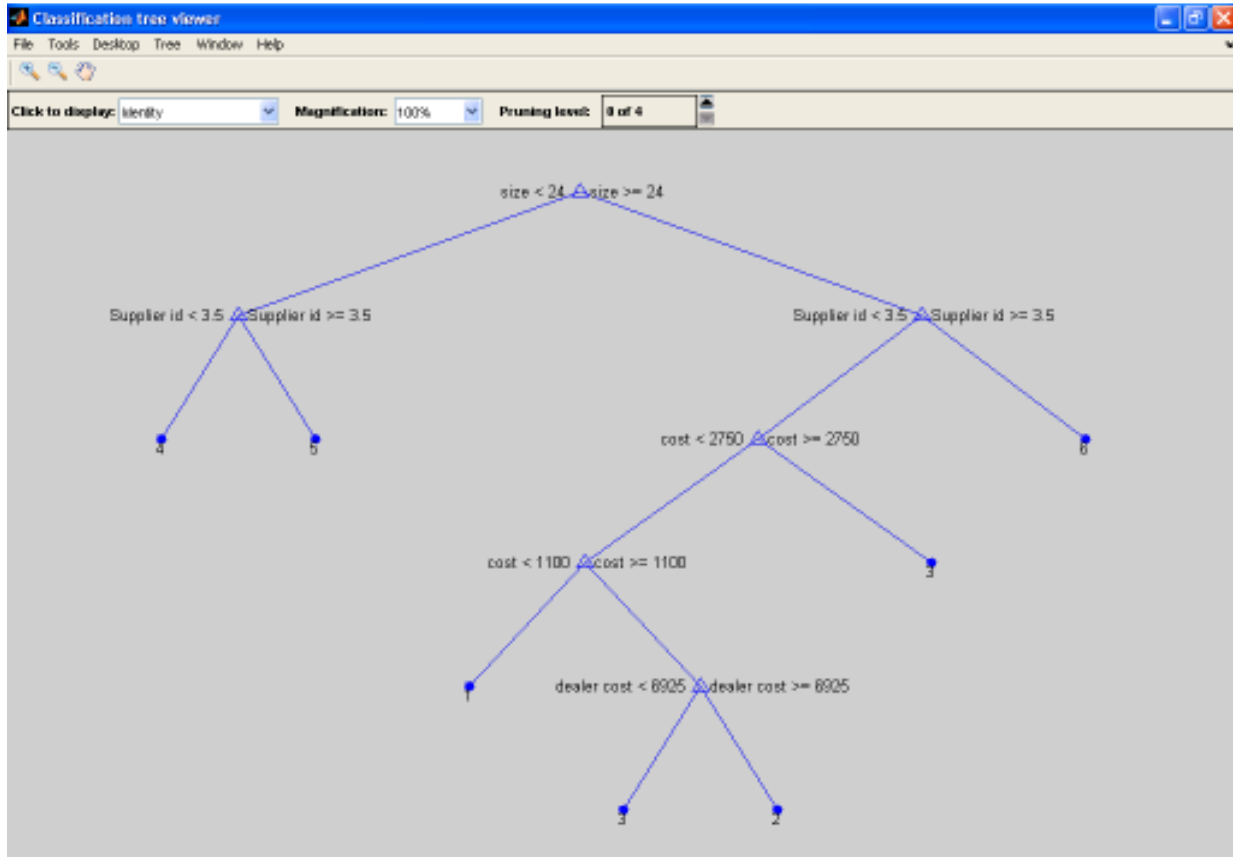 Classification tree viewer
File Tools Desktop Tree Window Help
Click to display: Identity Magnification: 100% Pruning level: 0 of 4
size < 24 size >= 24
Supplier id < 3.5 Supplier id >= 3.5 Supplier id < 3.5 Supplier id >= 3.5
4 5 cost < 2750 cost >= 2750 6
cost < 1100 cost >= 1100 3
1 dealer cost < 6925 dealer cost >= 6925
3 2